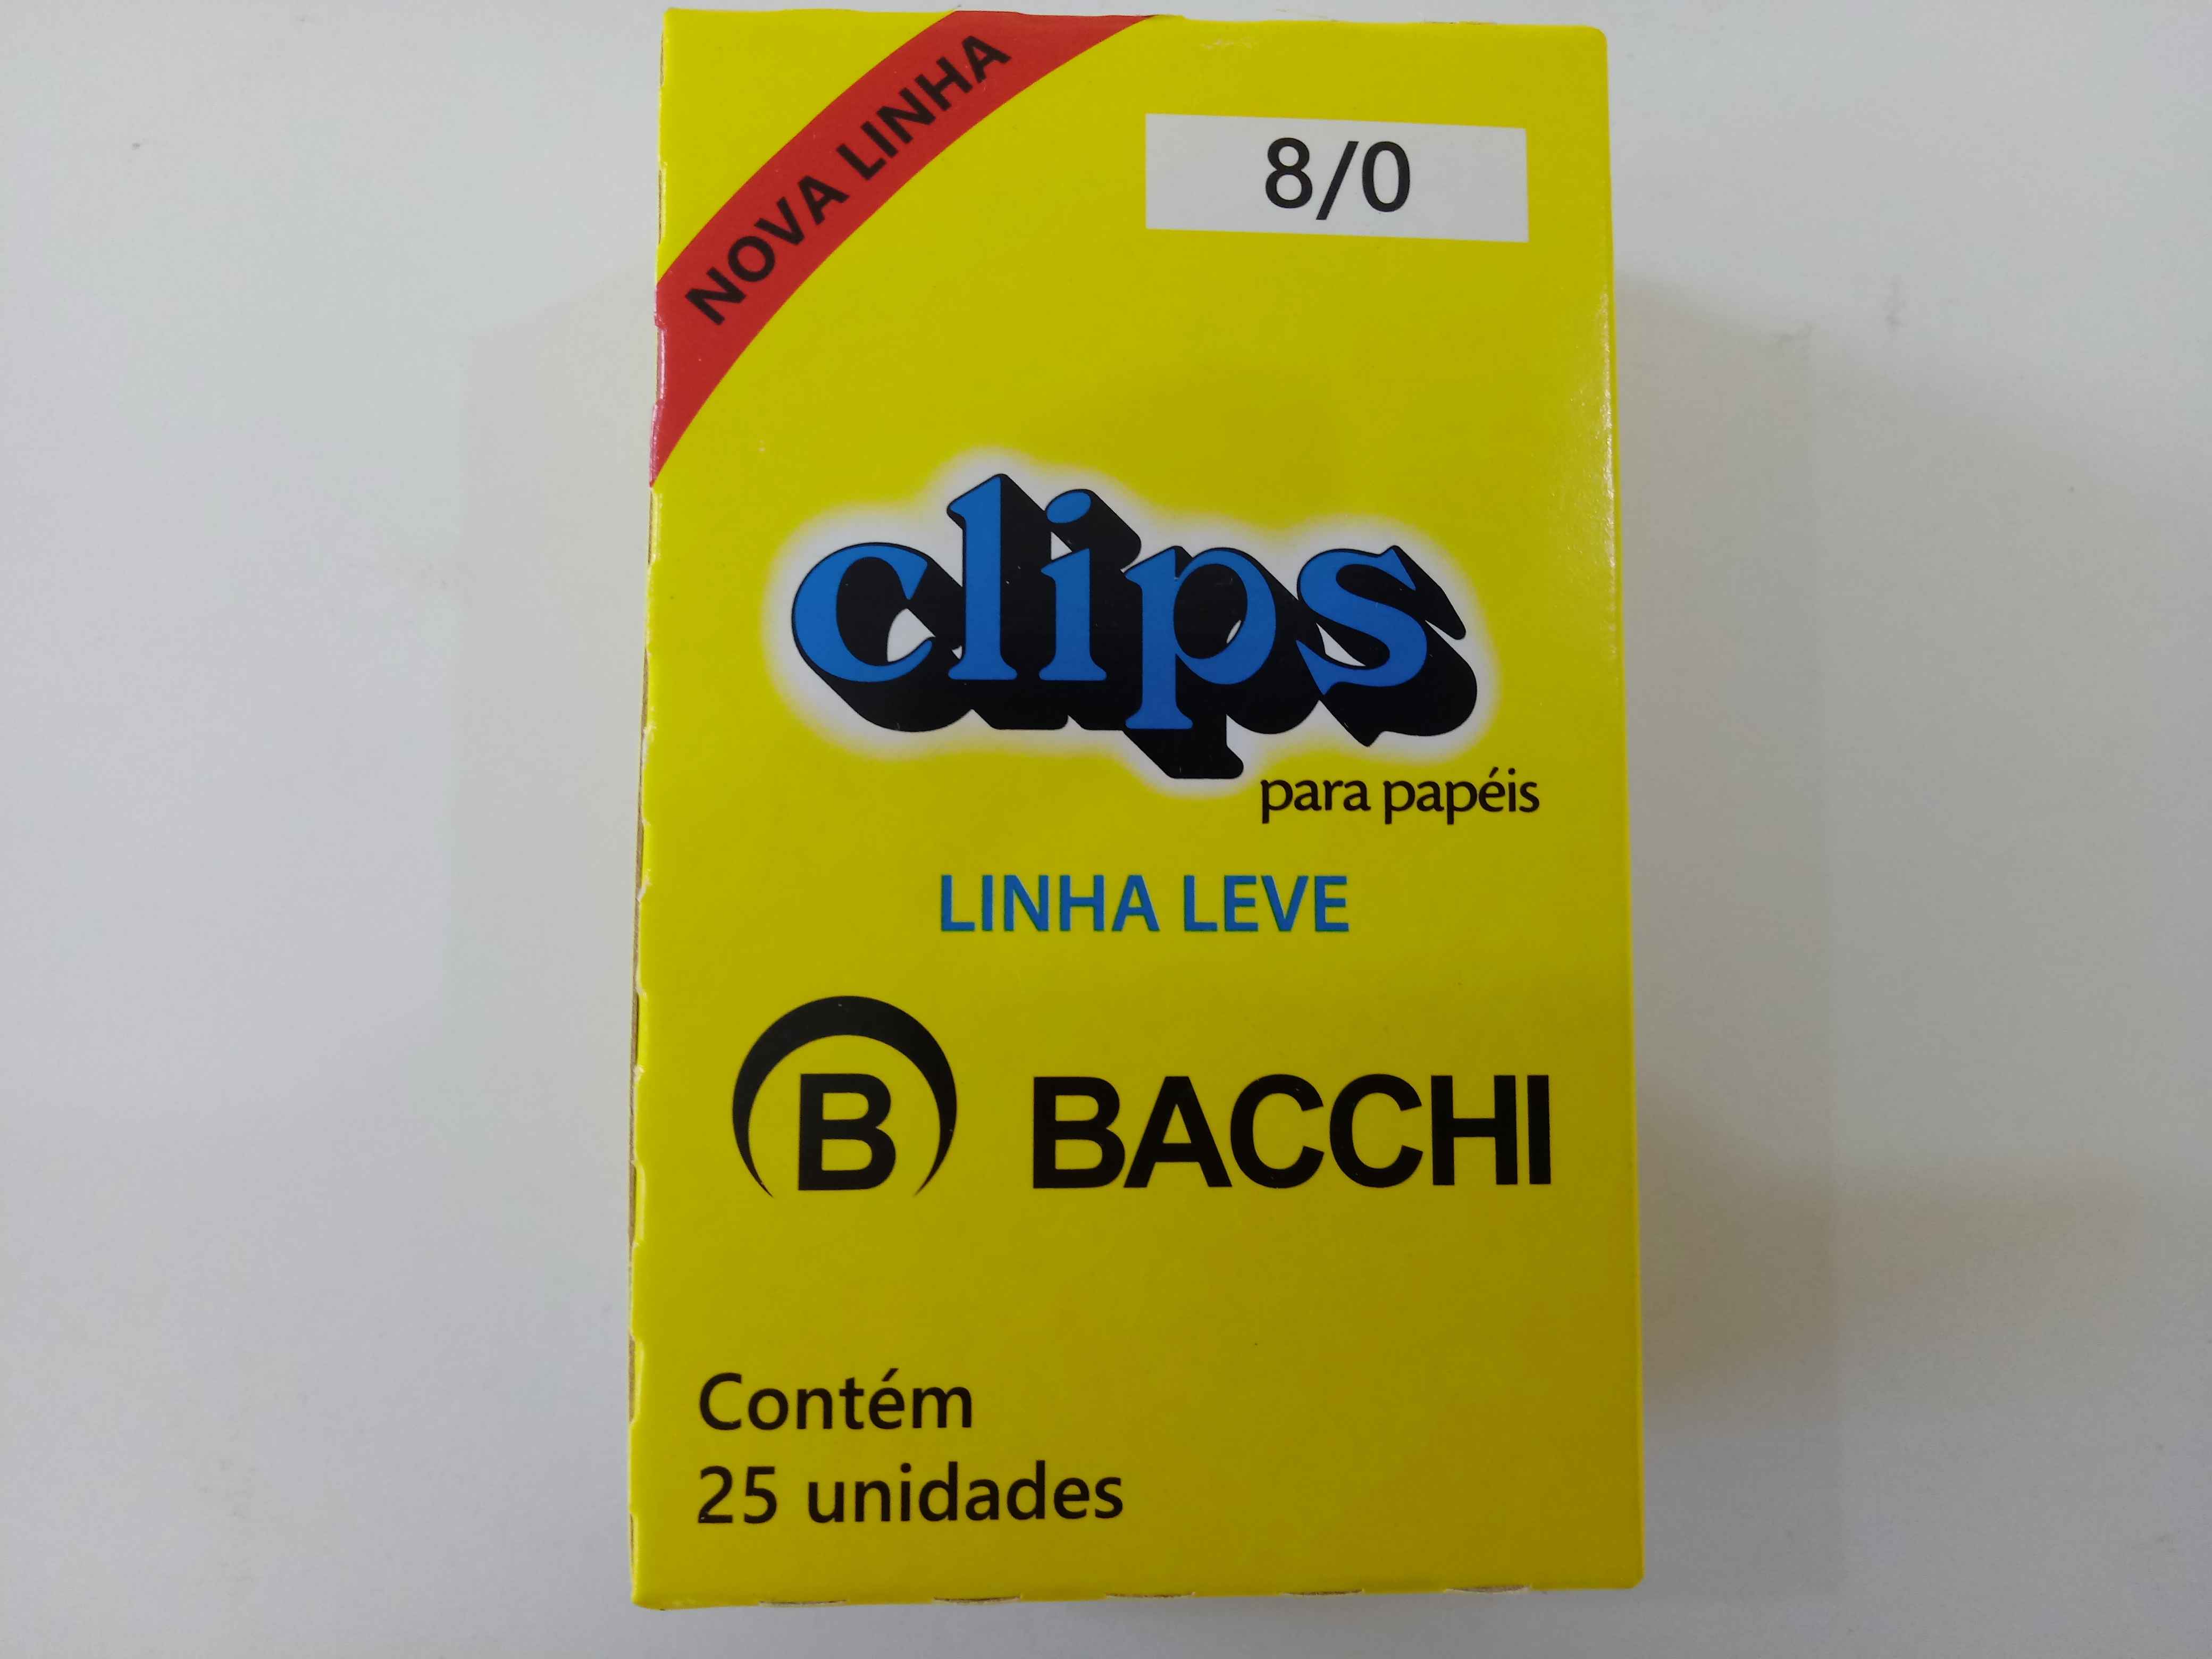 NOVA LINHA
8/0
clips
para papéis
LINHA LEVE
B BACCHI
Contém
25 unidades